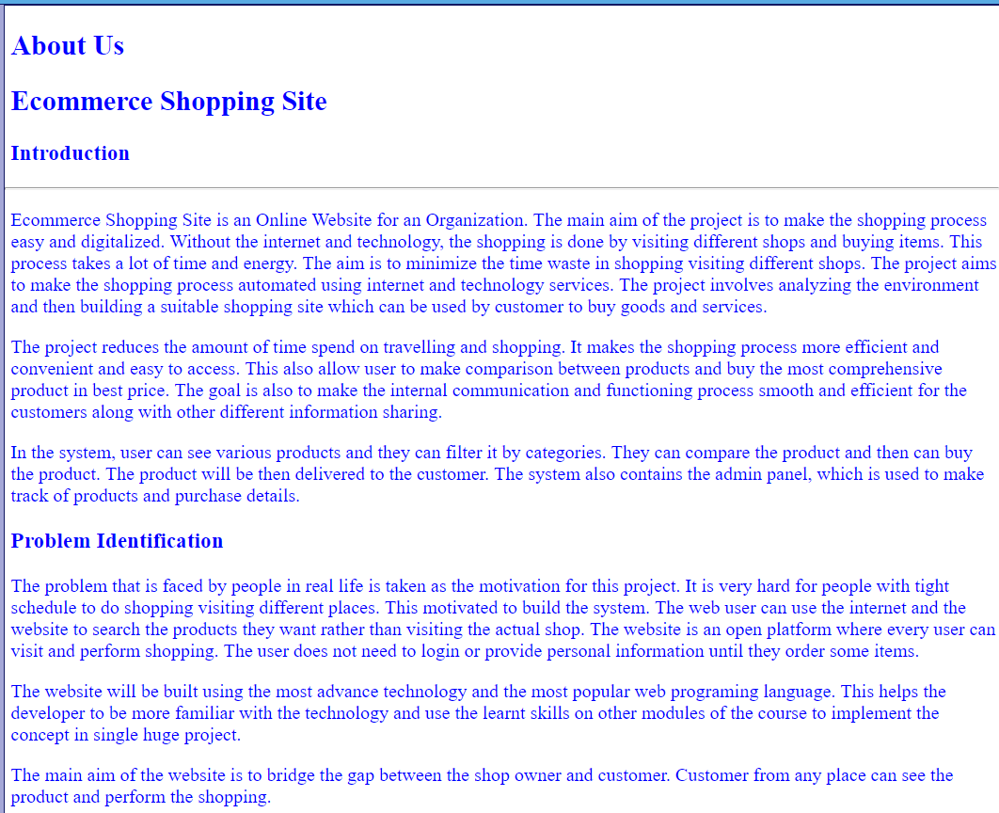 About Us
Ecommerce Shopping Site
Introduction
Ecommerce Shopping Site is an Online Website for an Organization. The main aim of the project is to make the shopping process
easy and digitalized. Without the internet and technology, the shopping is done by visiting different shops and buying items. This
process takes a lot of time and energy. The aim is to minimize the time waste in shopping visiting different shops. The project aims
to make the shopping process automated using internet and technology services. The project involves analyzing the environment
and then building a suitable shopping site which can be used by customer to buy goods and services.
The project reduces the amount of time spend on travelling and shopping. It makes the shopping process more efficient and
convenient and easy to access. This also allow user to make comparison between products and buy the most comprehensive
product in best price. The goal is also to make the internal communication and functioning process smooth and efficient for the
customers along with other different information sharing.
In the system, user can see various products and they can filter it by categories. They can compare the product and then can buy
the product. The product will be then delivered to the customer. The system also contains the admin panel, which is used to make
track of products and purchase details.
Problem Identification
The problem that is faced by people in real life is taken as the motivation for this project. It is very hard for people with tight
schedule to do shopping visiting different places. This motivated to build the system. The web user can use the internet and the
website to search the products they want rather than visiting the actual shop. The website is an open platform where every user can
visit and perform shopping. The user does not need to login or provide personal information until they order some items.
The website will be built using the most advance technology and the most popular web programing language. This helps the
developer to be more familiar with the technology and use the learnt skills on other modules of the course to implement the
concept in single huge project.
The main aim of the website is to bridge the gap between the shop owner and customer. Customer from any place can see the
product and perform the shopping.